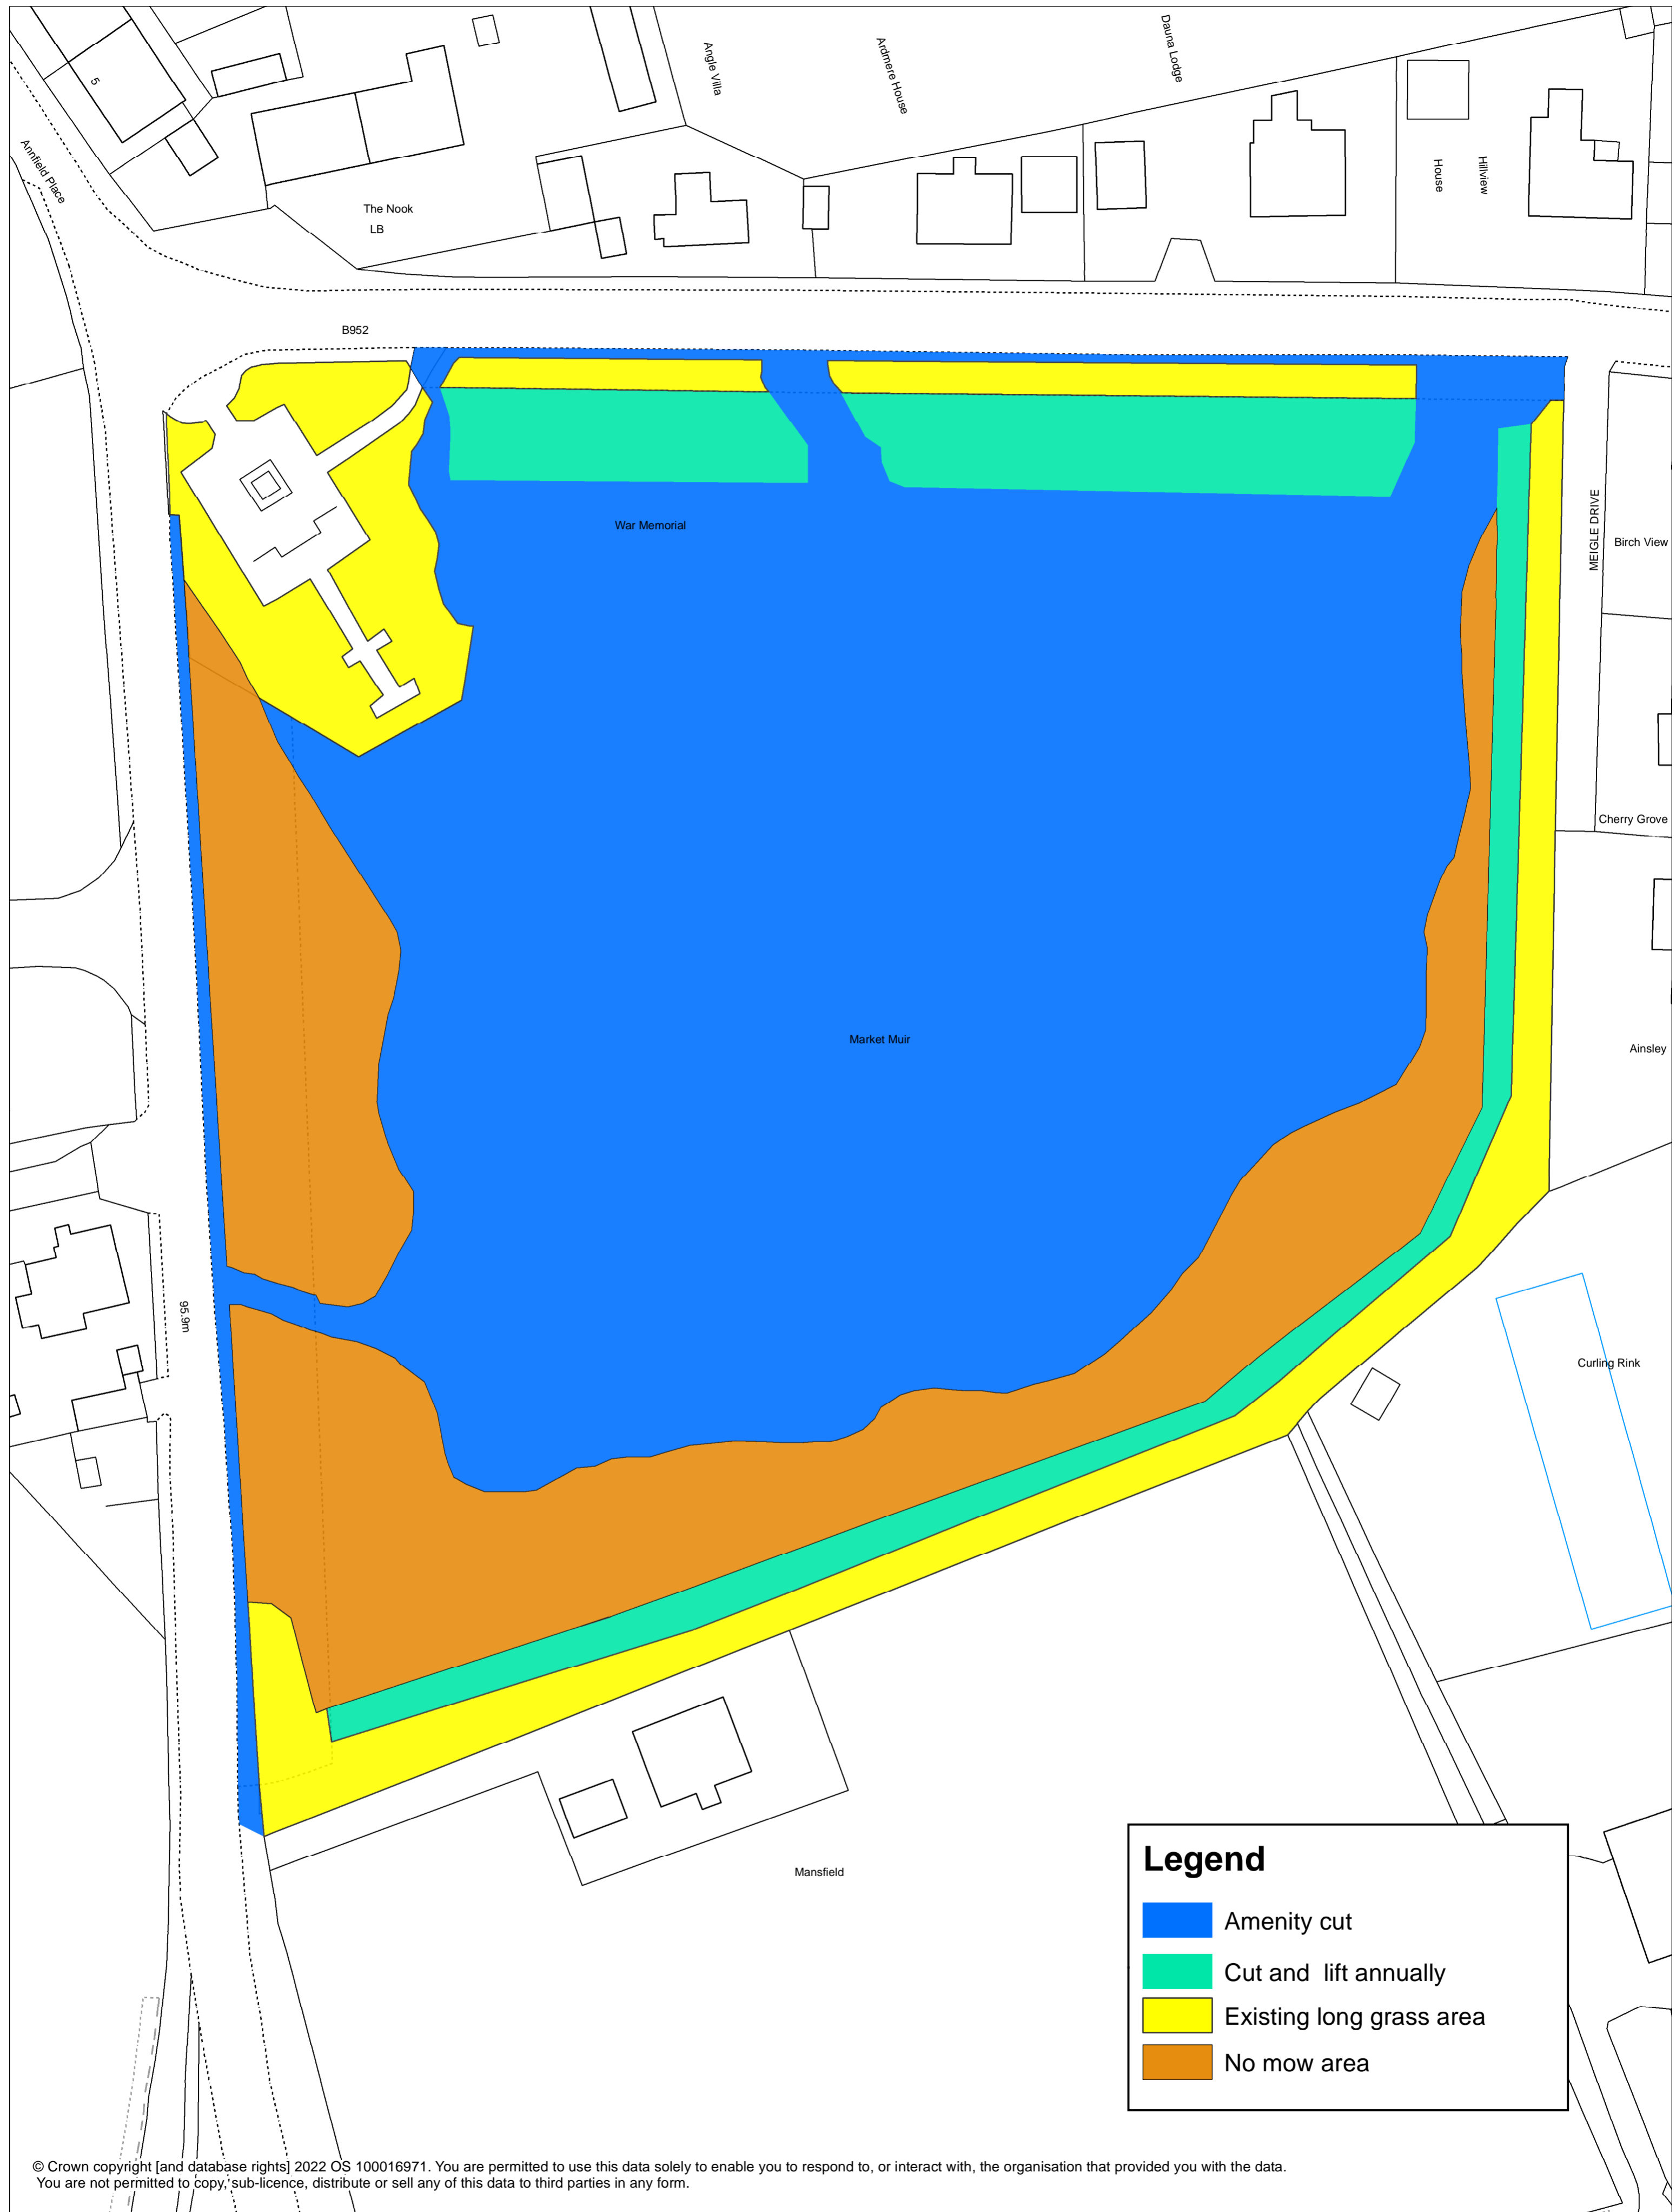 5
Angle Villa
Ardmere House
Dauna Lodge
Annfield Place
House
Hillview
The Nook
LB
B952
War Memorial
MEIGLE DRIVE
Birch View
Cherry Grove
Market Muir
Ainsley
95.9m
Curling Rink
Mansfield
Legend
Amenity cut
Cut and  lift annually
Existing long grass area
No mow area
© Crown copyright [and database rights] 2022 OS 100016971. You are permitted to use this data solely to enable you to respond to, or interact with, the organisation that provided you with the data.
You are not permitted to copy, sub-licence, distribute or sell any of this data to third parties in any form.